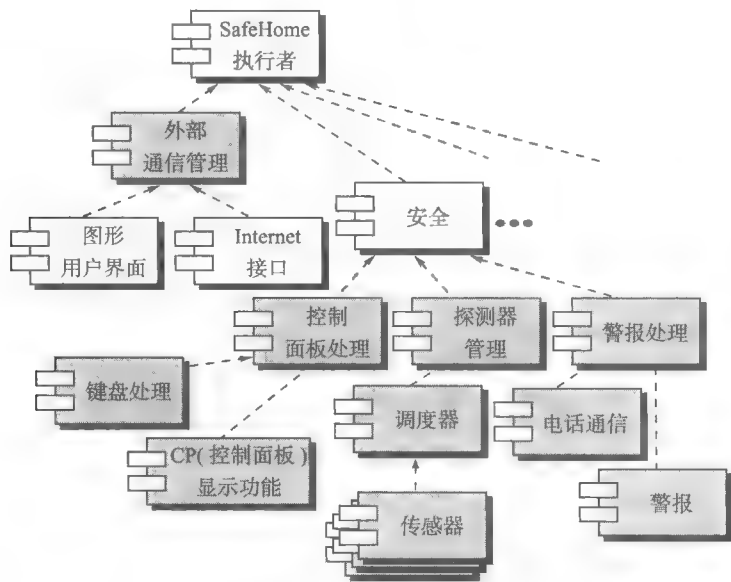 SafeHome
执行者
外部
通信管理
图形
用户界面
Internet
接口
安全
控制
面板处理
探测器
管理
警报处理
键盘处理
调度器
电话通信
CP(控制面板)
显示功能
传感器
警报